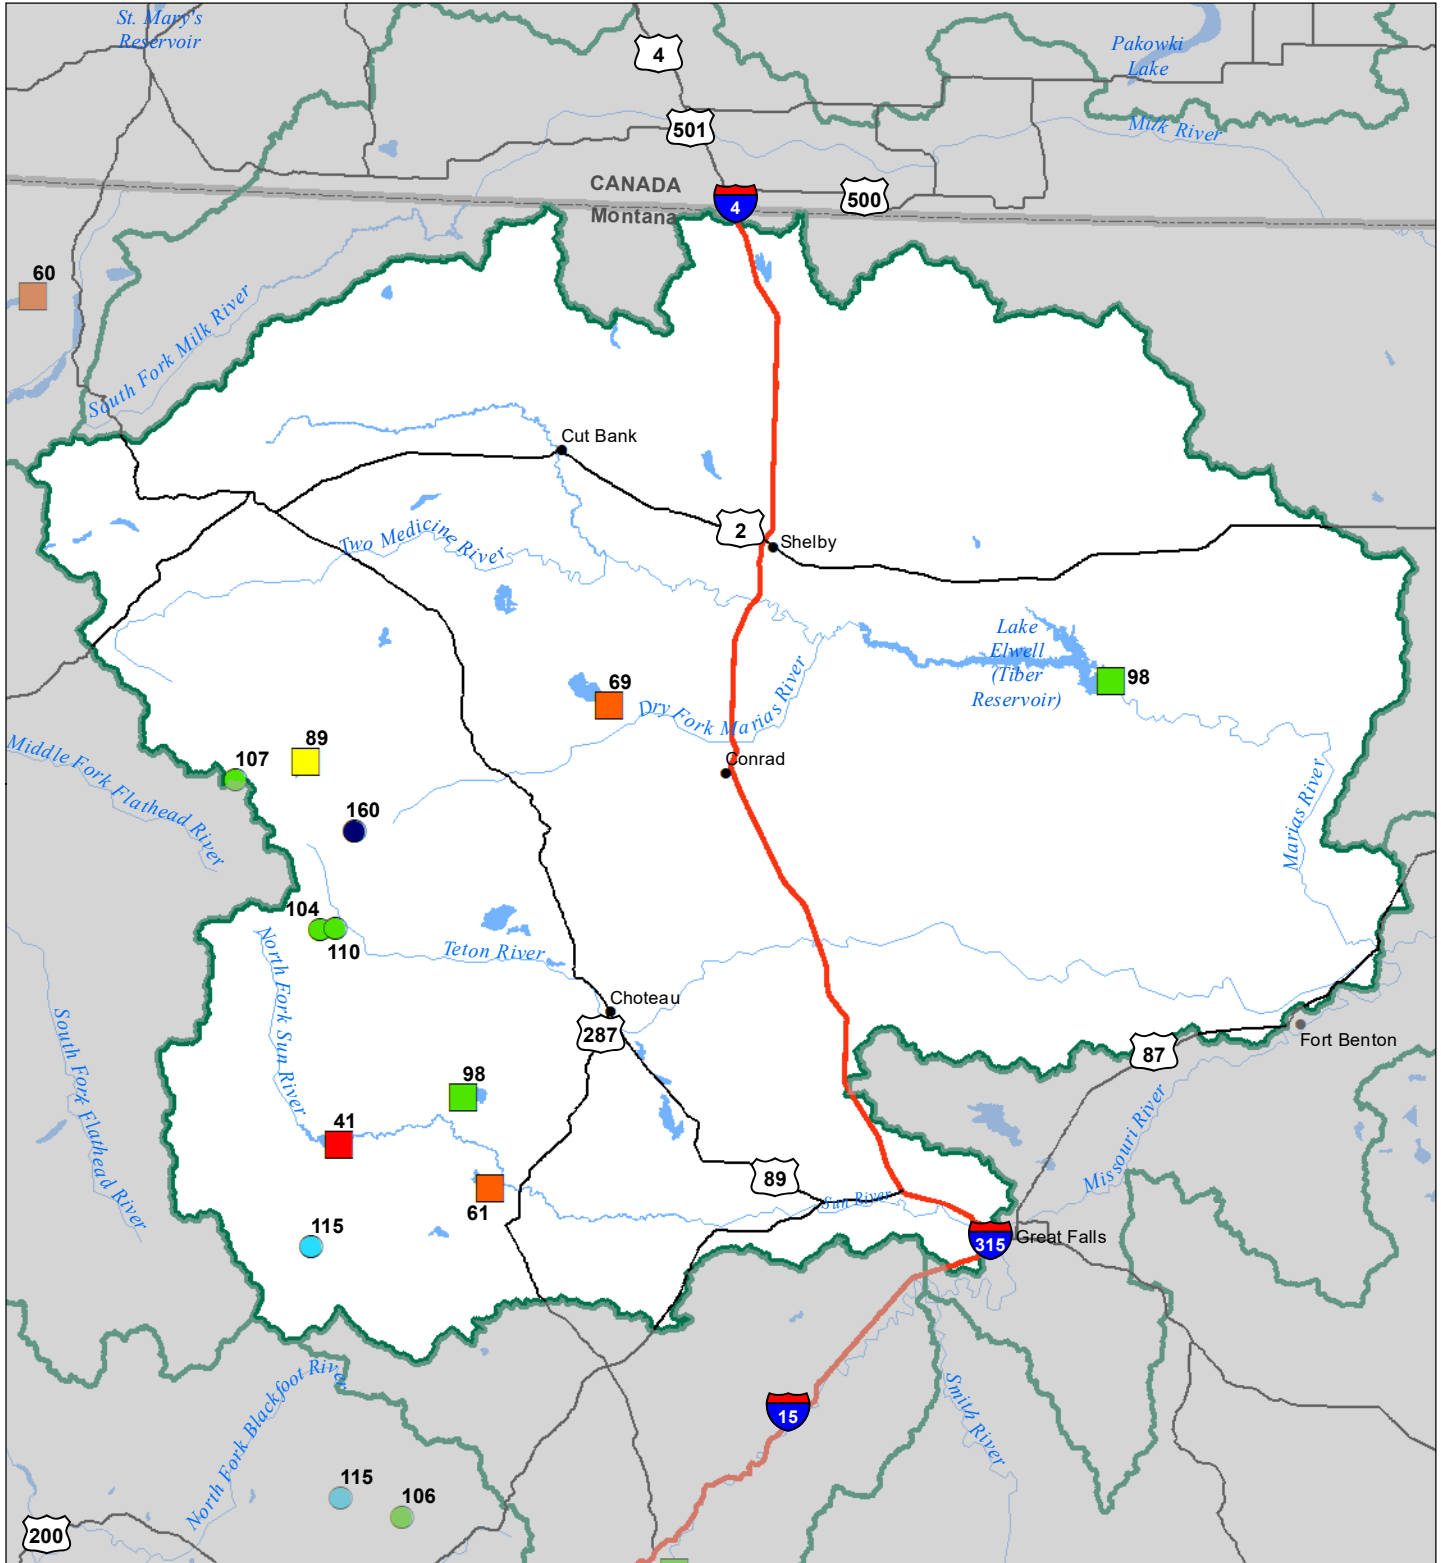 St. Mary's
Reservoir
4
Pakowki
Lake
501
Milk River
CANADA
500
4
Montana
60
South Fork Milk River
Cut Bank
2
Shelby
Two Medicine River
Lake
Elwell
(Tiber
Reservoir)
98
69
Dry Fork Marias River
Middle Fork Flathead River
89
107
Conrad
160
Marias River
104
110
North Fork Sun River
Teton River
Choteau
287
Fort Benton
87
South Fork Flathead River
98
41
Missouri River
89
61
Sun River
115
315
Great Falls
North Fork Blackfoot River
15
Smith River
115
106
200